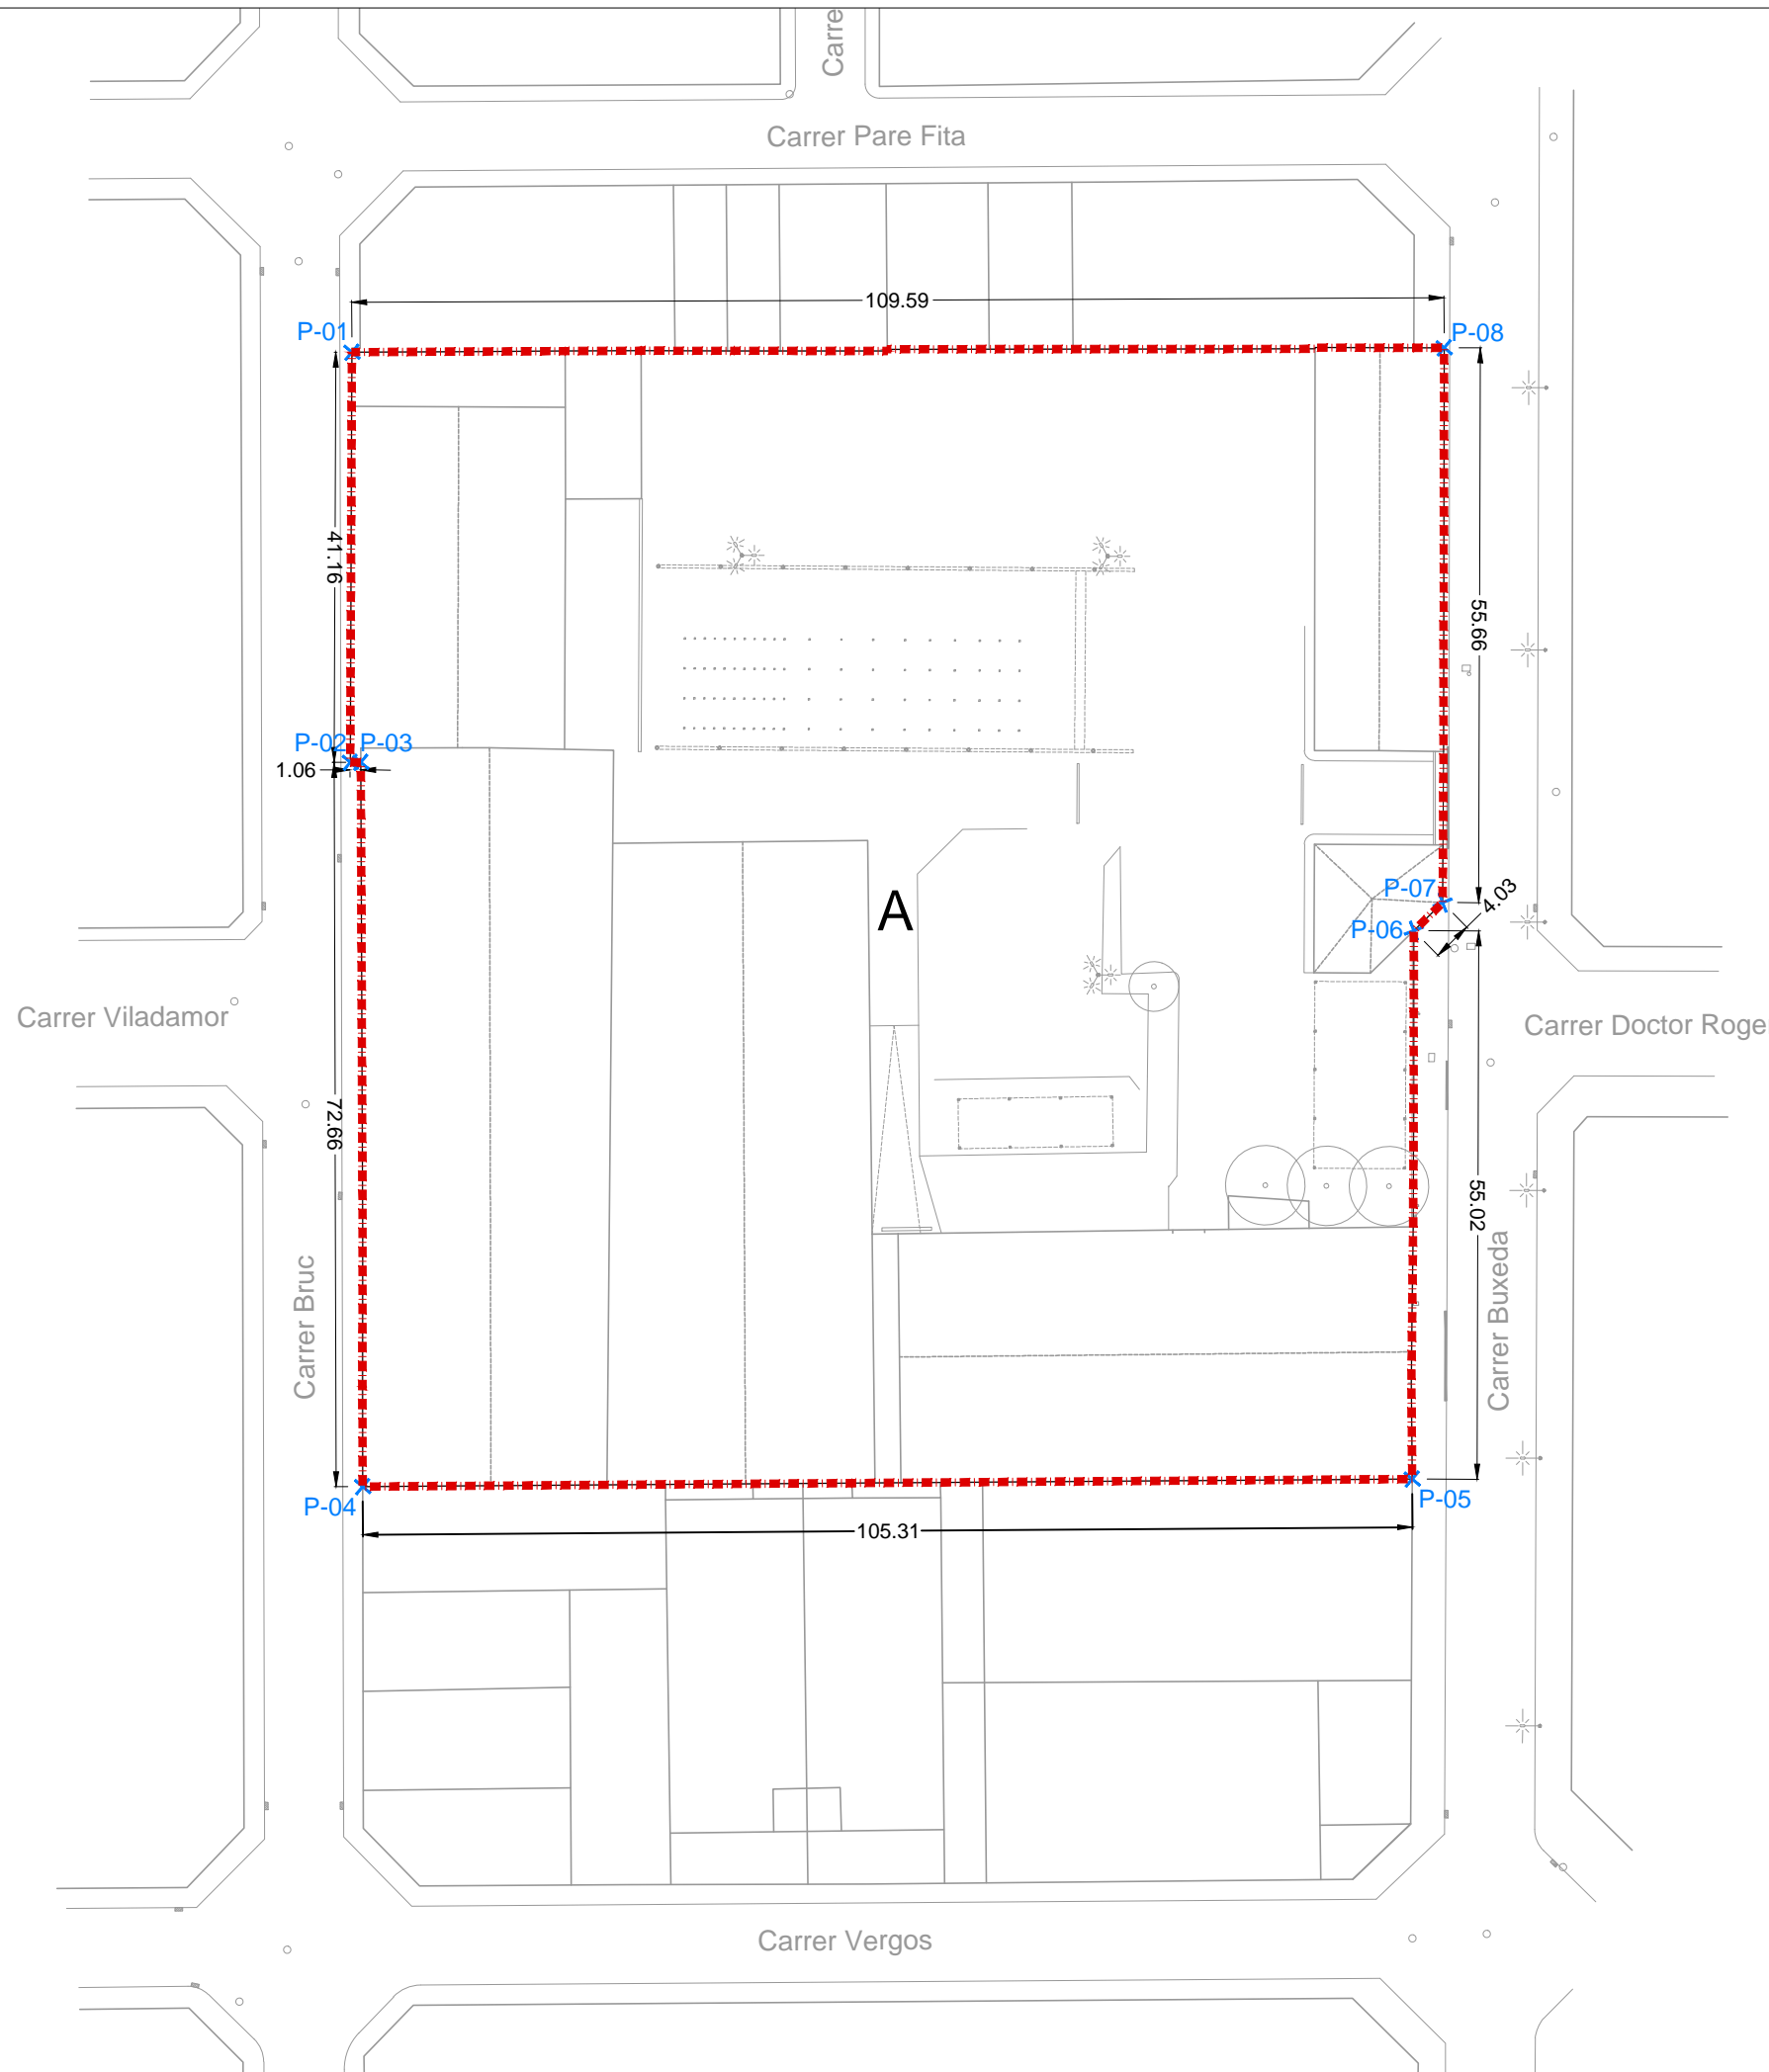 Carre
Carrer Pare Fita
109.59
P-01
P-08
41.16
55.66
P-02
P-03
1.06
P-07
4.03
A
P-06
Carrer Viladamor
Carrer Doctor Roge
72.66
55.02
Carrer Bruc
Carrer Buxeda
P-04
P-05
105.31
Carrer Vergos